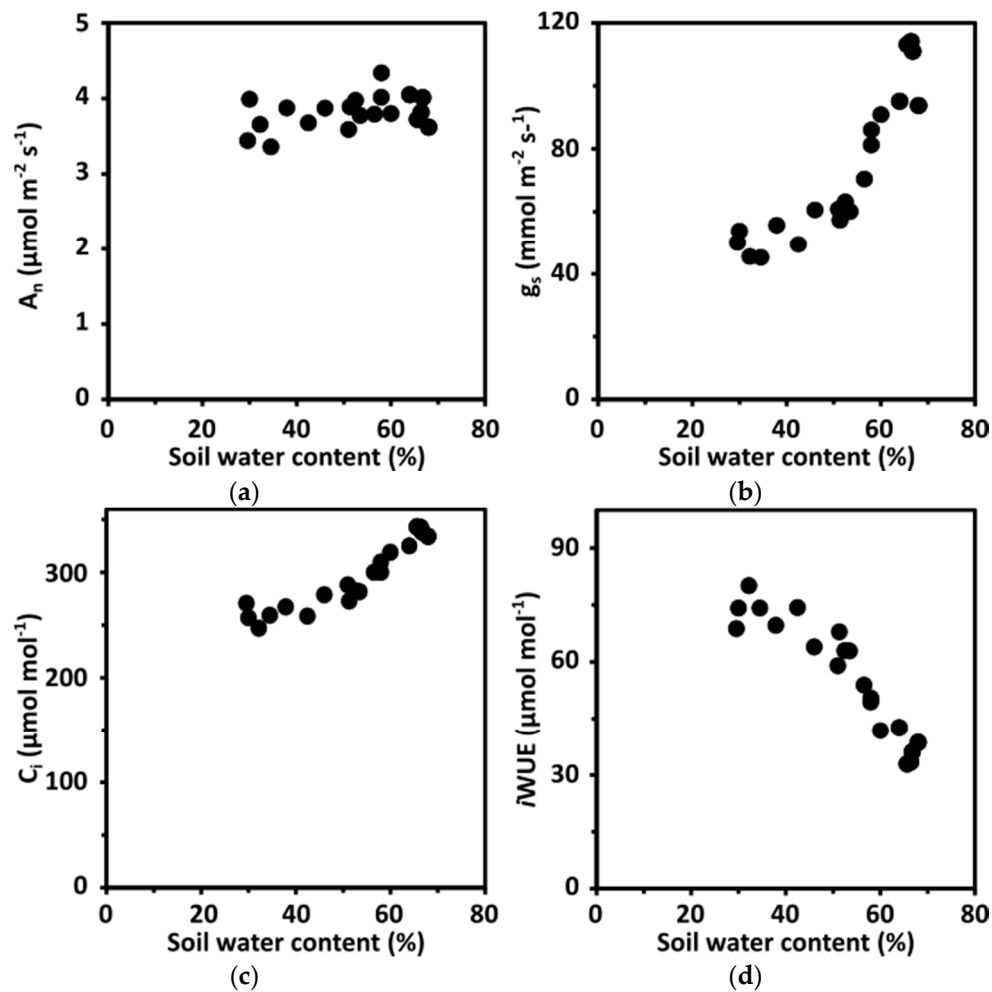 5
4
3
2
1
0
Aₙ (µmol m⁻² s⁻¹)
0 20 40 60 80
Soil water content (%)
(a)
120
80
40
0
gₛ (mmol m⁻² s-¹)
0 20 40 60 80
Soil water content (%)
(b)
300
200
100
0
Cᵢ (µmol mol⁻¹)
0 20 40 60 80
Soil water content (%)
(c)
90
60
30
0
iWUE (µmol mol⁻¹)
0 20 40 60 80
Soil water content (%)
(d)